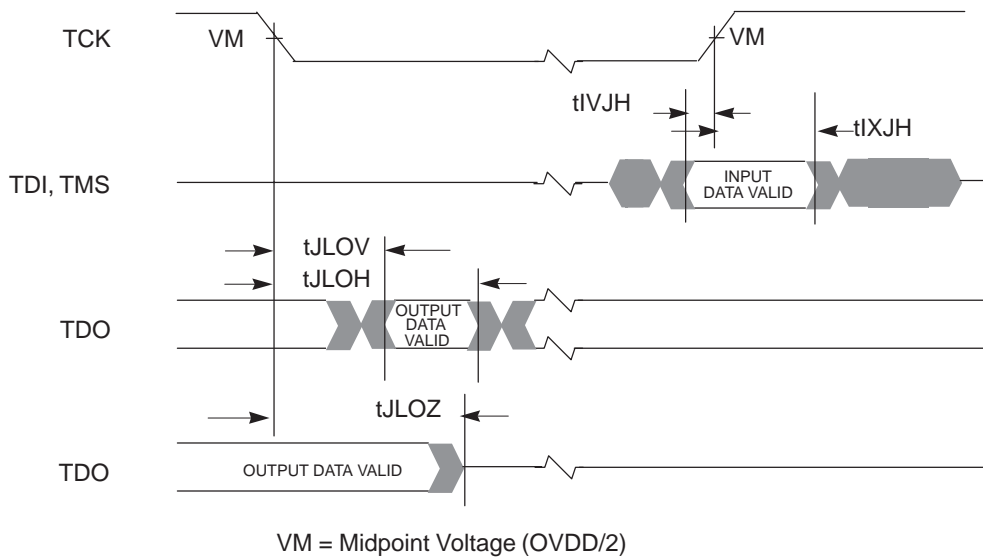 TCK
VM
VM
tIVJH
tIXJH
TDI, TMS
INPUT
DATA VALID
tJLOV
tJLOH
TDO
OUTPUT
DATA
VALID
tJLOZ
TDO
OUTPUT DATA VALID
VM = Midpoint Voltage (OVDD/2)